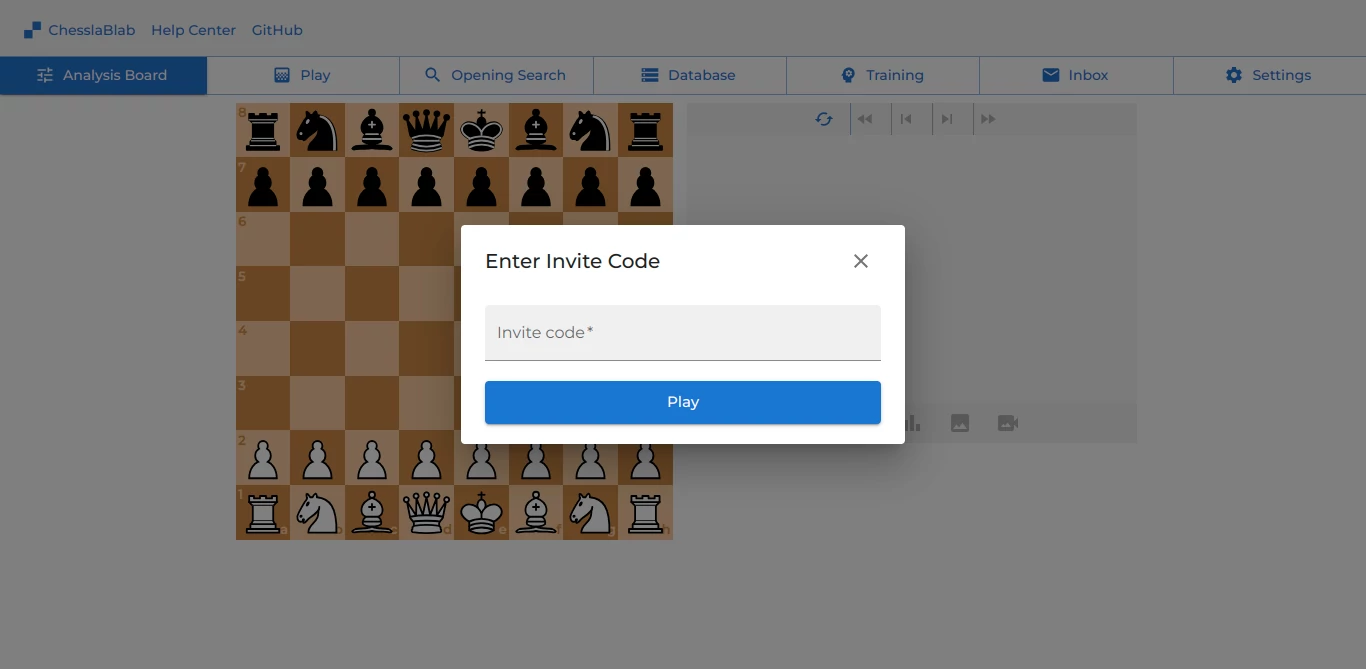 ChesslaBlab Help Center GitHub
Analysis Board Play Opening Search Database Training Inbox Settings
8
7
6
5
4
3
2
1
a b c d e f g h
Enter Invite Code
Invite code*
Play